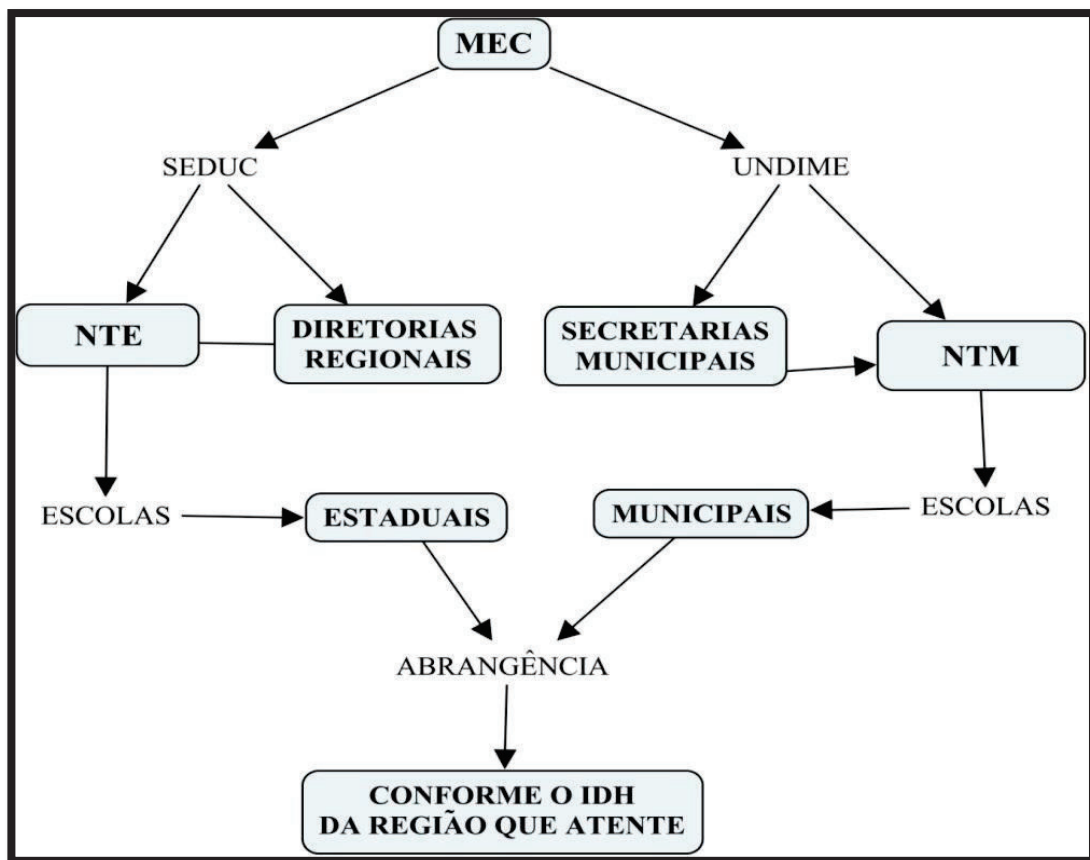 MEC
SEDUC
UNDIME
NTE
DIRETORIAS
REGIONAIS
SECRETARIAS
MUNICIPAIS
NTM
ESCOLAS
ESTADUAIS
MUNICIPAIS
ESCOLAS
ABRANGÊNCIA
CONFORME O IDH
DA REGIÃO QUE ATENTE